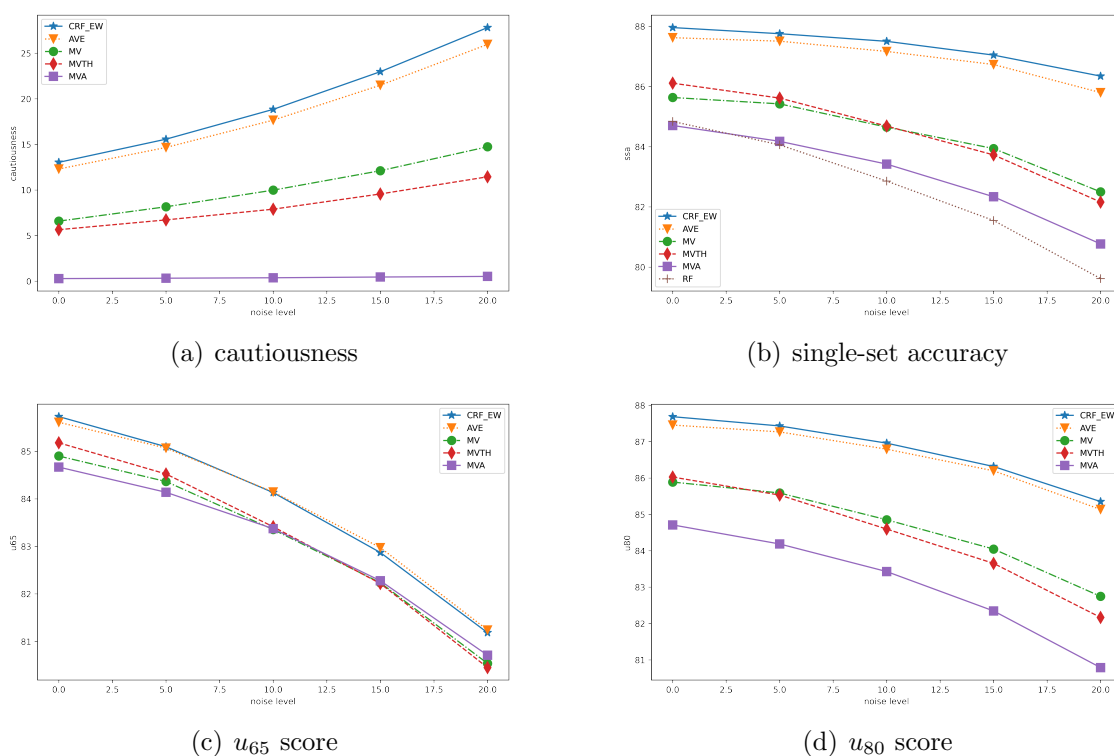 CRF_EW
AVE
MV
MVTH
MVA
25
20
15
10
5
0
cautiousness
0.0 2.5 5.0 7.5 10.0 12.5 15.0 17.5 20.0
noise level
(a) cautiousness
88
86
84
82
80
ssa
CRF_EW
AVE
MV
MVTH
MVA
RF
0.0 2.5 5.0 7.5 10.0 12.5 15.0 17.5 20.0
noise level
(b) single-set accuracy
CRF_EW
AVE
MV
MVTH
MVA
85
84
83
82
81
u65
0.0 2.5 5.0 7.5 10.0 12.5 15.0 17.5 20.0
noise level
(c) u65 score
CRF_EW
AVE
MV
MVTH
MVA
88
87
86
85
84
83
82
81
u80
0.0 2.5 5.0 7.5 10.0 12.5 15.0 17.5 20.0
noise level
(d) u80 score